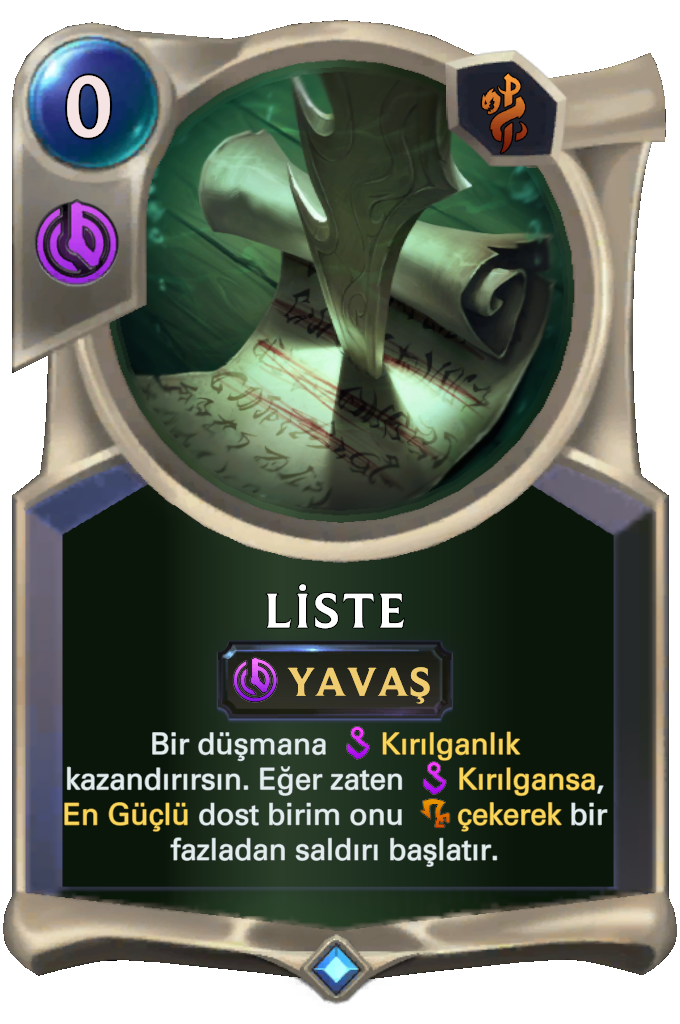 0
LİSTE
YAVAŞ
Bir düşmana Kırılganlık
kazandırırsın. Eğer zaten Kırılgansa,
En Güçlü dost birim onu çekerek bir
fazladan saldırı başlatır.